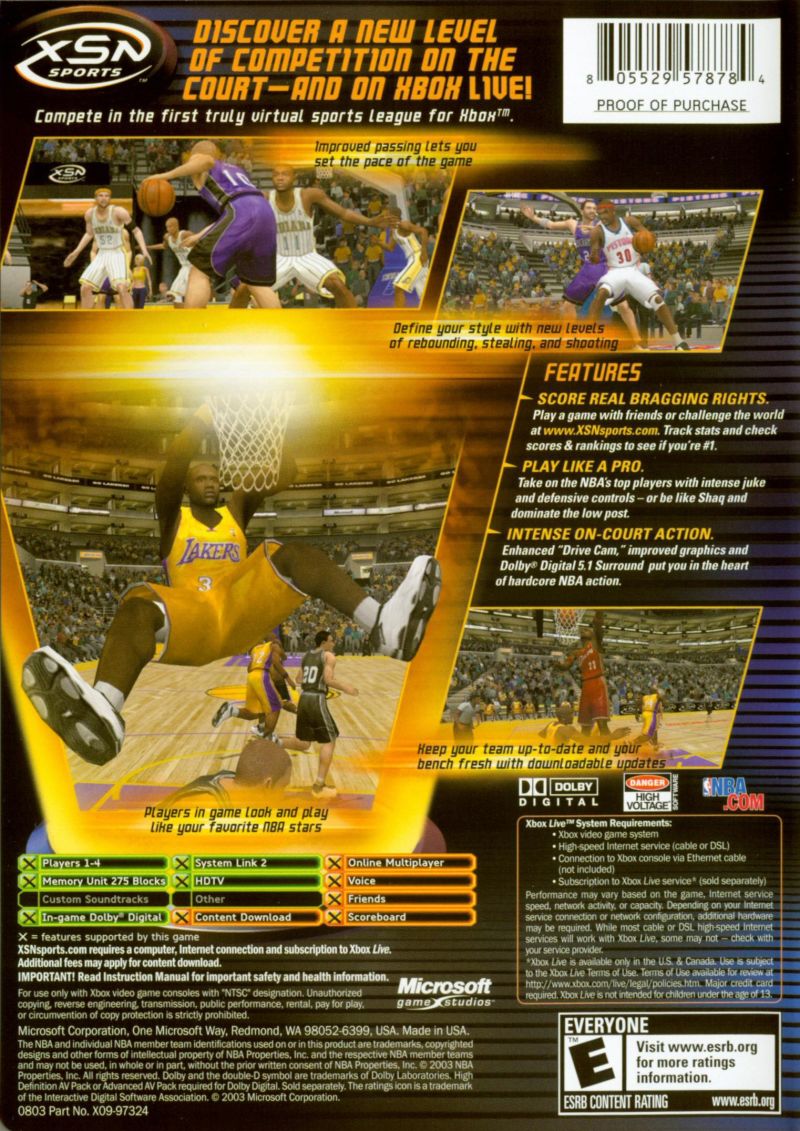 XSN
SPORTS™
DISCOVER A NEW LEVEL
OF COMPETITION ON THE
COURT—AND ON XBOX LIVE!
Compete in the first truly virtual sports league for Xbox™.
8 05529 57878 4
PROOF OF PURCHASE
Improved passing lets you
set the pace of the game
XSN
10
INDIANA
52
PISTONS
30
Define your style with new levels
of rebounding, stealing, and shooting
FEATURES
SCORE REAL BRAGGING RIGHTS.
Play a game with friends or challenge the world
at www.XSNsports.com. Track stats and check
scores & rankings to see if you're #1.
PLAY LIKE A PRO.
Take on the NBA's top players with intense juke
and defensive controls – or be like Shaq and
dominate the low post.
INTENSE ON-COURT ACTION.
Enhanced "Drive Cam," improved graphics and
Dolby® Digital 5.1 Surround put you in the heart
of hardcore NBA action.
LAKERS
3
20
11
Keep your team up-to-date and your
bench fresh with downloadable updates
Players in game look and play
like your favorite NBA stars
DOLBY
DIGITAL
DANGER
HIGH
VOLTAGE
SOFTWARE
NBA
.COM
Players 1-4
System Link 2
Online Multiplayer
Memory Unit 275 Blocks
HDTV
Voice
Custom Soundtracks
Other
Friends
In-game Dolby® Digital
Content Download
Scoreboard
X = features supported by this game
XSNsports.com requires a computer, Internet connection and subscription to Xbox Live.
Additional fees may apply for content download.
IMPORTANT! Read Instruction Manual for important safety and health information.
For use only with Xbox video game consoles with "NTSC" designation. Unauthorized
copying, reverse engineering, transmission, public performance, rental, pay for play,
or circumvention of copy protection is strictly prohibited.
Microsoft
game studios™
Microsoft Corporation, One Microsoft Way, Redmond, WA 98052-6399, USA. Made in USA.
The NBA and individual NBA member team identifications used on or in this product are trademarks, copyrighted
designs and other forms of intellectual property of NBA Properties, Inc. and the respective NBA member teams
and may not be used, in whole or in part, without the prior written consent of NBA Properties, Inc. © 2003 NBA
Properties, Inc. All rights reserved. Dolby and the double-D symbol are trademarks of Dolby Laboratories. High
Definition AV Pack or Advanced AV Pack required for Dolby Digital. Sold separately. The ratings icon is a trademark
of the Interactive Digital Software Association. © 2003 Microsoft Corporation.
0803 Part No. X09-97324
Xbox Live™ System Requirements:
• Xbox video game system
• High-speed Internet service (cable or DSL)
• Connection to Xbox console via Ethernet cable
(not included)
• Subscription to Xbox Live service* (sold separately)
Performance may vary based on the game, Internet service
speed, network activity, or capacity. Depending on your Internet
service connection or network configuration, additional hardware
may be required. While most cable or DSL high-speed Internet
services will work with Xbox Live, some may not – check with
your service provider.
*Xbox Live is available only in the U.S. & Canada. Use is subject
to the Xbox Live Terms of Use. Terms of Use available for review at
http://www.xbox.com/live/legal/policies.htm. Major credit card
required. Xbox Live is not intended for children under the age of 13.
EVERYONE
E™
Visit www.esrb.org
for more ratings
information.
ESRB CONTENT RATING
www.esrb.org